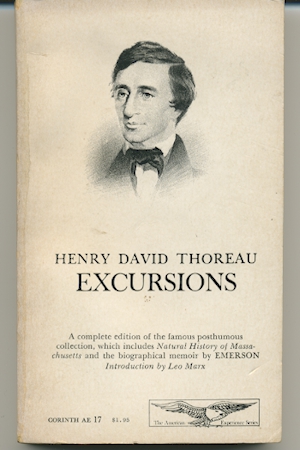 HENRY DAVID THOREAU
EXCURSIONS
A complete edition of the famous posthumous
collection, which includes Natural History of Massa-
chusetts and the biographical memoir by EMERSON
Introduction by Leo Marx
CORINTH AE 17 $1.95
The American Experience Series